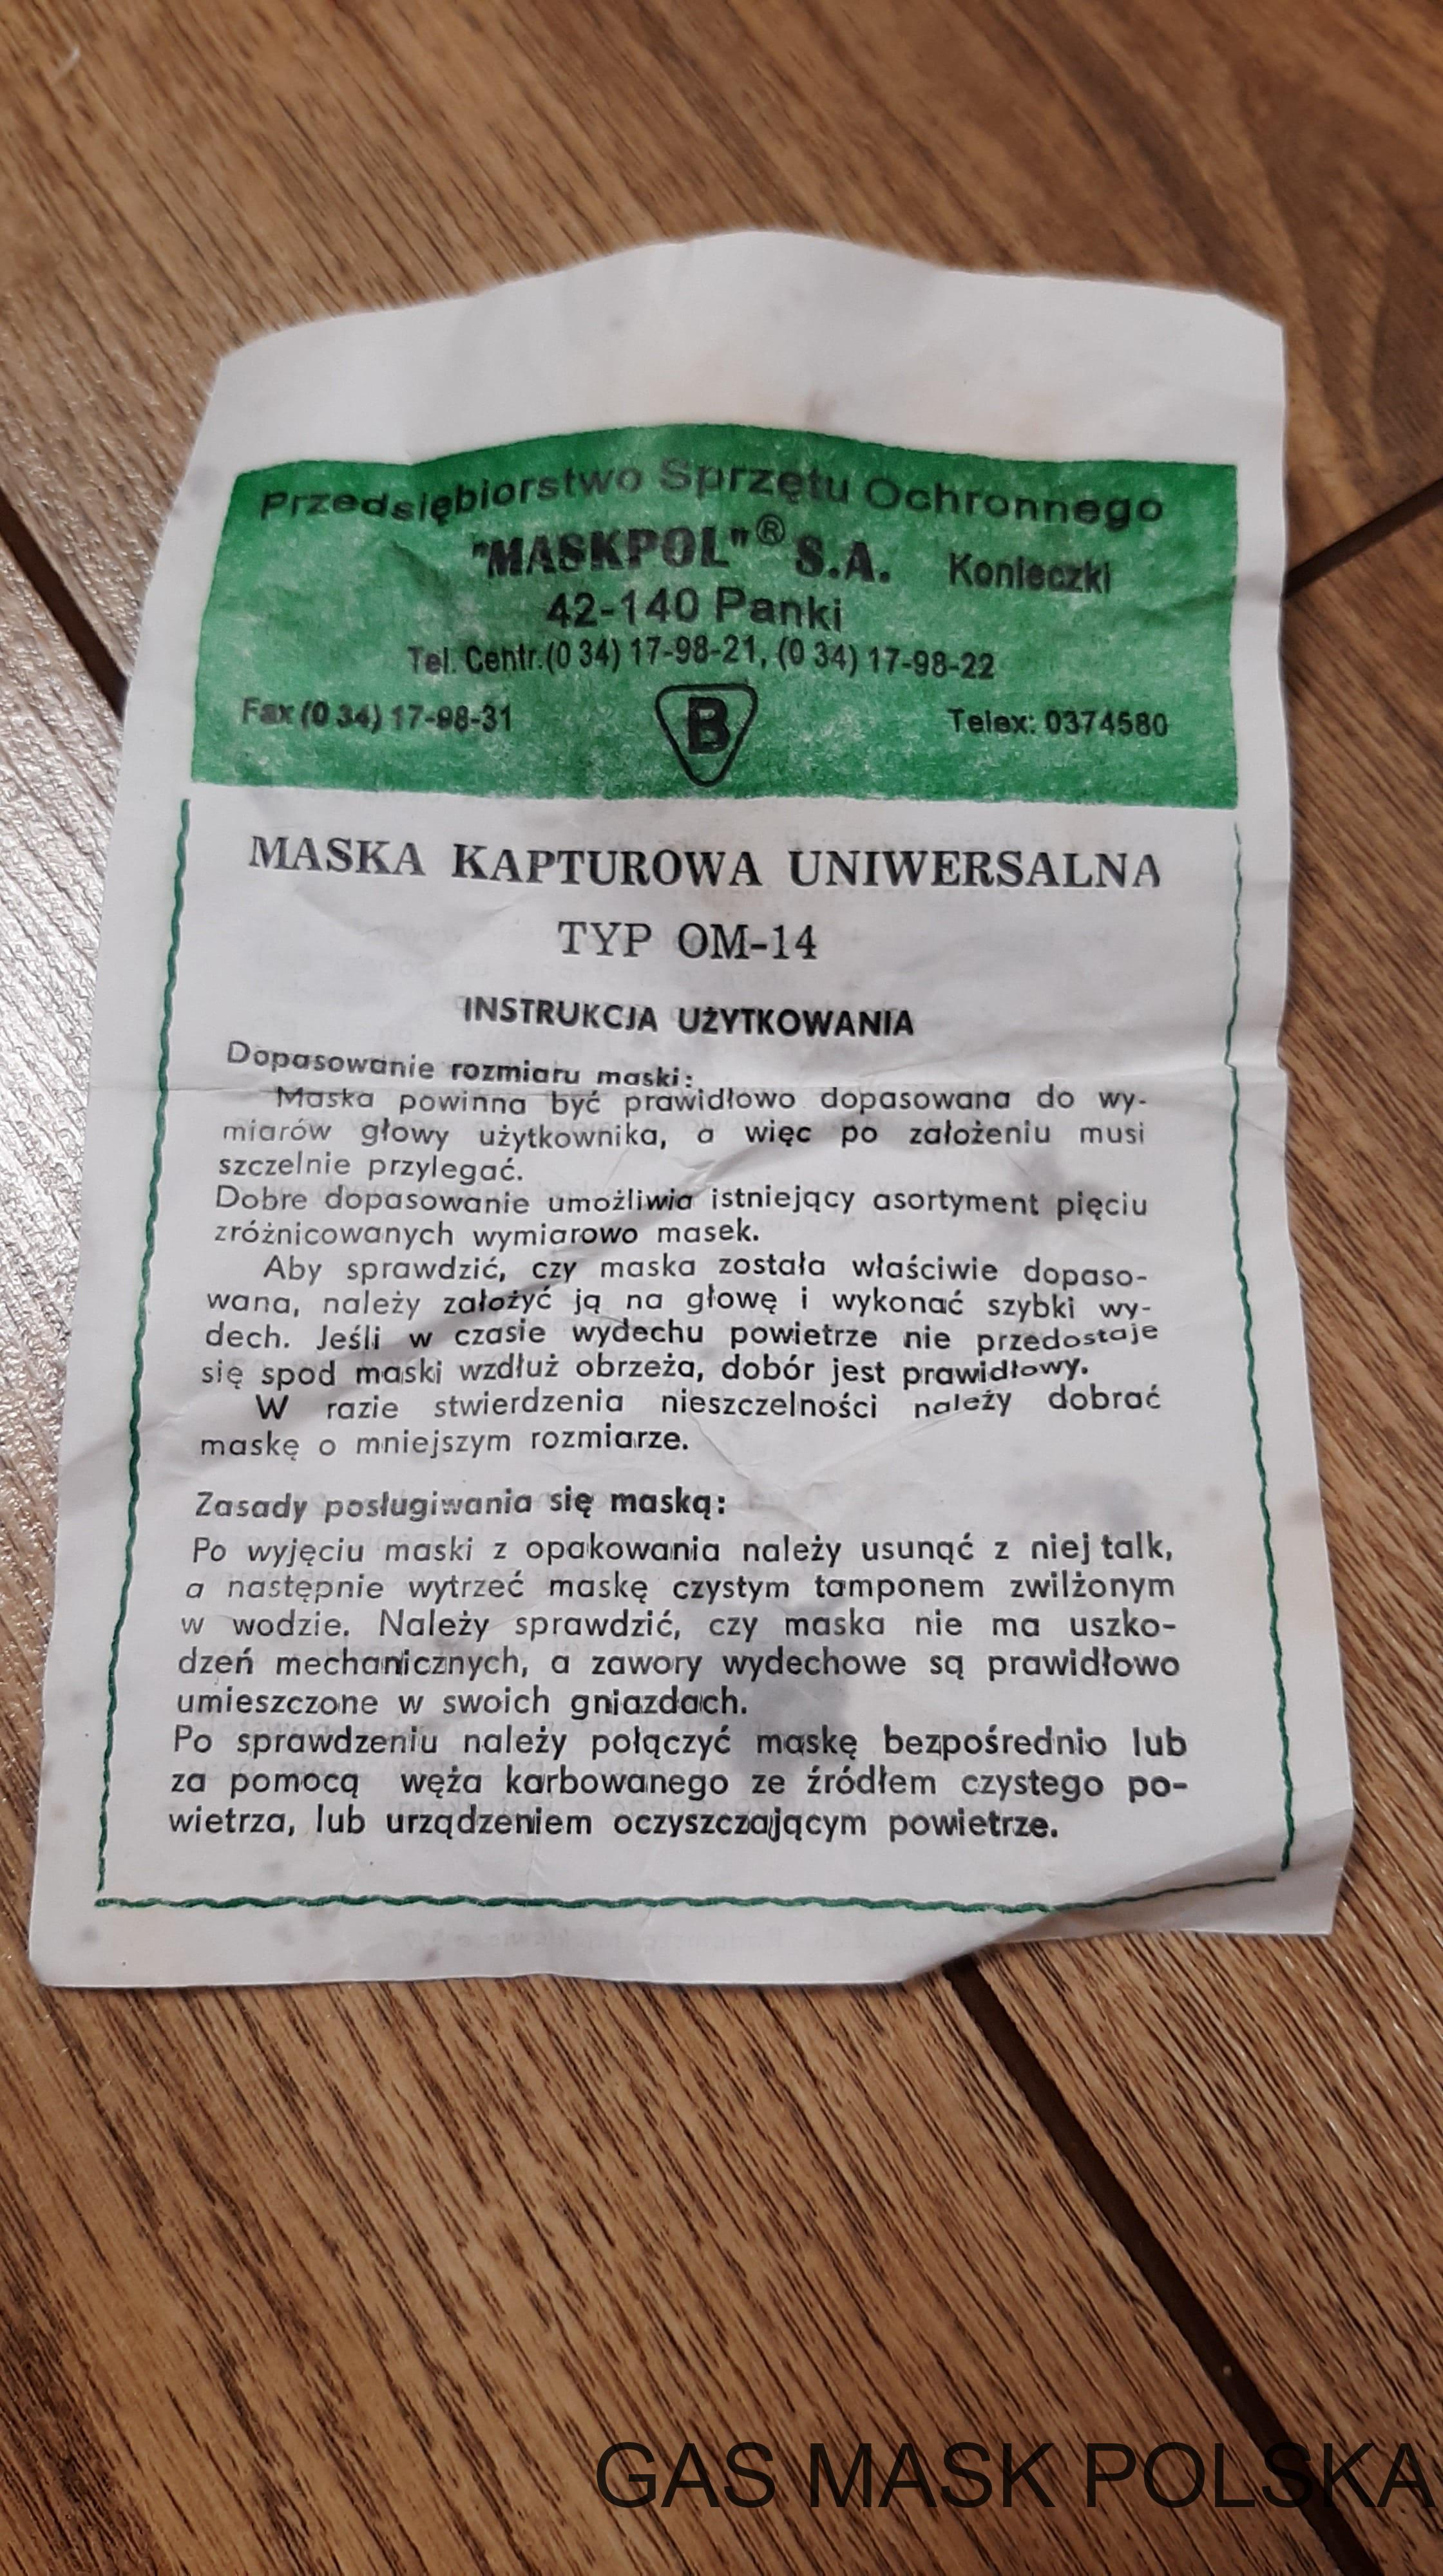 Przedsiębiorstwo Sprzętu Ochronnego
"MASKPOL"® S.A. Konieczki
42-140 Panki
Tel. Centr.(0 34) 17-98-21, (0 34) 17-98-22
Fax (0 34) 17-98-31 B Telex: 0374580
MASKA KAPTUROWA UNIWERSALNA
TYP OM-14
INSTRUKCJA UŻYTKOWANIA
Dopasowanie rozmiaru maski:
Maska powinna być prawidłowo dopasowana do wy-
miarów głowy użytkownika, a więc po założeniu musi
szczelnie przylegać.
Dobre dopasowanie umożliwia istniejący asortyment pięciu
zróżnicowanych wymiarowo masek.
Aby sprawdzić, czy maska została właściwie dopaso-
wana, należy założyć ją na głowę i wykonać szybki wy-
dech. Jeśli w czasie wydechu powietrze nie przedostaje
się spod maski wzdłuż obrzeża, dobór jest prawidłowy.
W razie stwierdzenia nieszczelności należy dobrać
maskę o mniejszym rozmiarze.
Zasady posługiwania się maską:
Po wyjęciu maski z opakowania należy usunąć z niej talk,
a następnie wytrzeć maskę czystym tamponem zwilżonym
w wodzie. Należy sprawdzić, czy maska nie ma uszko-
dzeń mechanicznych, a zawory wydechowe są prawidłowo
umieszczone w swoich gniazdach.
Po sprawdzeniu należy połączyć maskę bezpośrednio lub
za pomocą węża karbowanego ze źródłem czystego po-
wietrza, lub urządzeniem oczyszczającym powietrze.
GAS MASK POLSKA